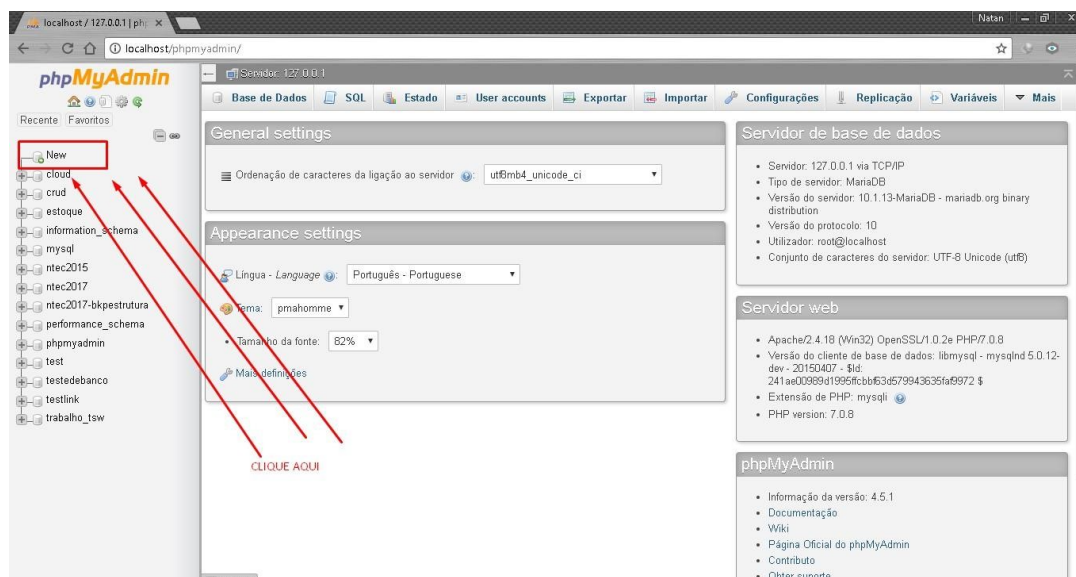 localhost / 127.0.0.1 | ph
Natan
localhost/phpmyadmin/
phpMyAdmin
Recente Favoritos
New
cloud
crud
estoque
information_schema
mysql
ntec2015
ntec2017
ntec2017-bkpestrutura
performance_schema
phpmyadmin
test
testedebanco
testlink
trabalho_tsw
Servidor: 127.0.0.1
Base de Dados SQL Estado User accounts Exportar Importar Configurações Replicação Variáveis Mais
General settings
Ordenação de caracteres da ligação ao servidor : utf8mb4_unicode_ci
Appearance settings
Língua - Language : Português - Portuguese
Tema: pmahomme
• Tamanho da fonte: 82%
Mais definições
CLIQUE AQUI
Servidor de base de dados
• Servidor: 127.0.0.1 via TCP/IP
• Tipo de servidor: MariaDB
• Versão do servidor: 10.1.13-MariaDB - mariadb.org binary
distribution
• Versão do protocolo: 10
• Utilizador: root@localhost
• Conjunto de caracteres do servidor: UTF-8 Unicode (utf8)
Servidor web
• Apache/2.4.18 (Win32) OpenSSL/1.0.2e PHP/7.0.8
• Versão do cliente de base de dados: libmysql - mysqlnd 5.0.12-
dev - 20150407 - $Id:
241ae00989d1995ffcbbf63d579943635faf9972 $
• Extensão de PHP: mysqli
• PHP version: 7.0.8
phpMyAdmin
• Informação da versão: 4.5.1
• Documentação
• Wiki
• Página Oficial do phpMyAdmin
• Contributo
• Obter suporte